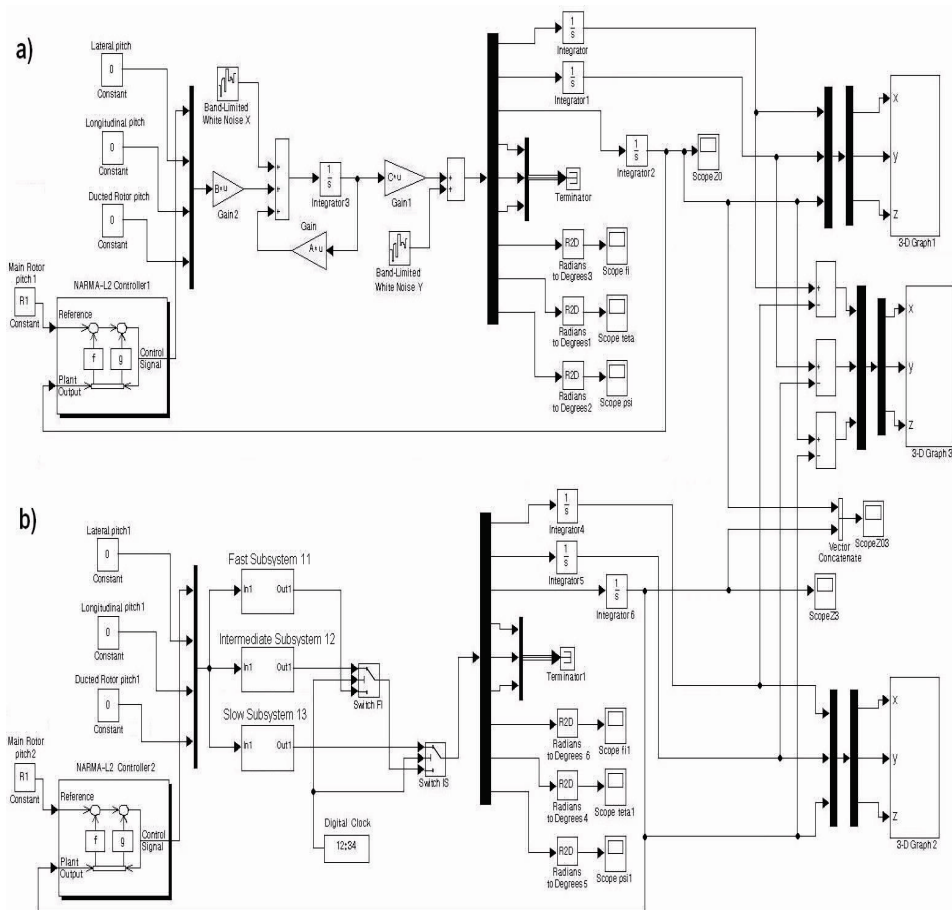 a)
Lateral pitch
0
Constant
Longitudinal pitch
0
Constant
Ducted Rotor pitch
0
Constant
Main Rotor
pitch 1
R1
Constant
NARMA-L2 Controller1
Reference
f
g
Control
Signal
Plant
Output
B*u
Gain2
Band-Limited
White Noise X
+
+
+
1
s
Integrator3
Gain
A*u
C*u
Gain1
Band-Limited
White Noise Y
+
+
1
s
Integrator
1
s
Integrator1
1
s
Integrator2
ScopeZ0
Terminator
R2D
Radians
to Degrees3
Scope fi
R2D
Radians
to Degrees1
Scope teta
R2D
Radians
to Degrees2
Scope psi
x
y
z
3-D Graph1
+
−
+
−
+
−
x
y
z
3-D Graph 3
b)
Lateral pitch1
0
Constant
Longitudinal pitch1
0
Constant
Ducted Rotor pitch1
0
Constant
Main Rotor
pitch2
R1
Constant
NARMA-L2 Controller2
Reference
f
g
Control
Signal
Plant
Output
Fast Subsystem 11
In1
Out1
Intermediate Subsystem 12
In1
Out1
Slow Subsystem 13
In1
Out1
Switch FI
Switch IS
Digital Clock
12:34
1
s
Integrator4
1
s
Integrator5
1
s
Integrator6
Terminator1
R2D
Radians
to Degrees 6
Scope fi1
R2D
Radians
to Degrees4
Scope teta1
R2D
Radians
to Degrees5
Scope psi1
Vector
Concatenate
ScopeZ03
ScopeZ3
x
y
z
3-D Graph 2